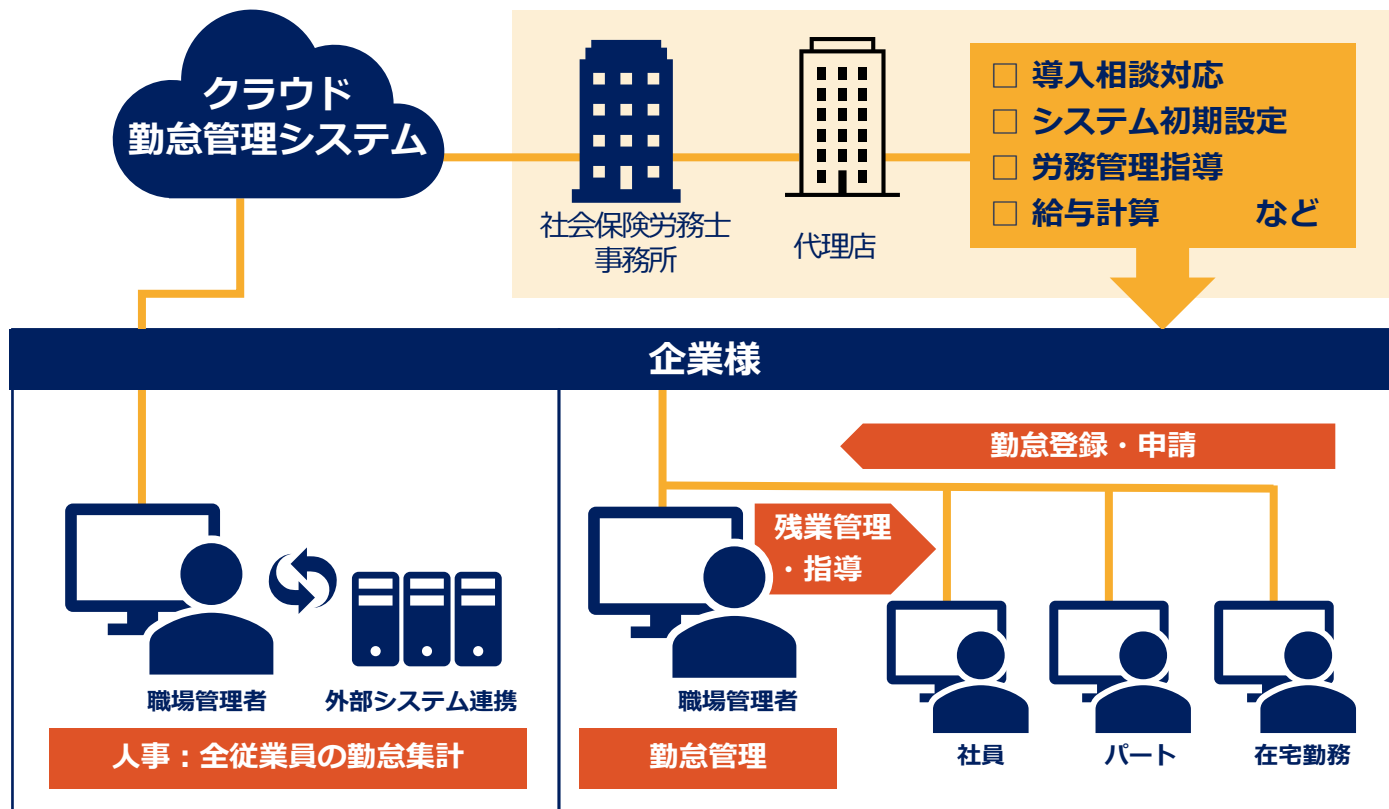 クラウド
勤怠管理システム
社会保険労務士
事務所
代理店
□ 導入相談対応
□ システム初期設定
□ 労務管理指導
□ 給与計算 など
企業様
勤怠登録・申請
残業管理
・指導
職場管理者
外部システム連携
人事：全従業員の勤怠集計
職場管理者
勤怠管理
社員
パート
在宅勤務